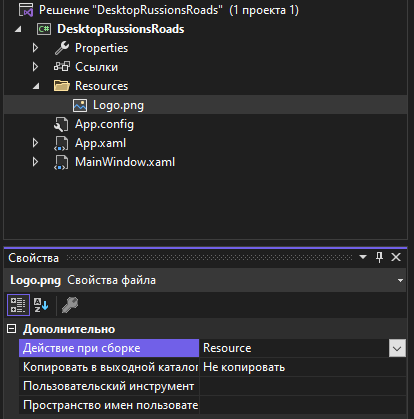 Решение "DesktopRussionsRoads" (1 проекта 1)
C# DesktopRussionsRoads
Properties
Ссылки
Resources
Logo.png
App.config
App.xaml
MainWindow.xaml
Свойства
Logo.png Свойства файла
Дополнительно
Действие при сборке Resource
Копировать в выходной каталог Не копировать
Пользовательский инструмент
Пространство имен пользовате